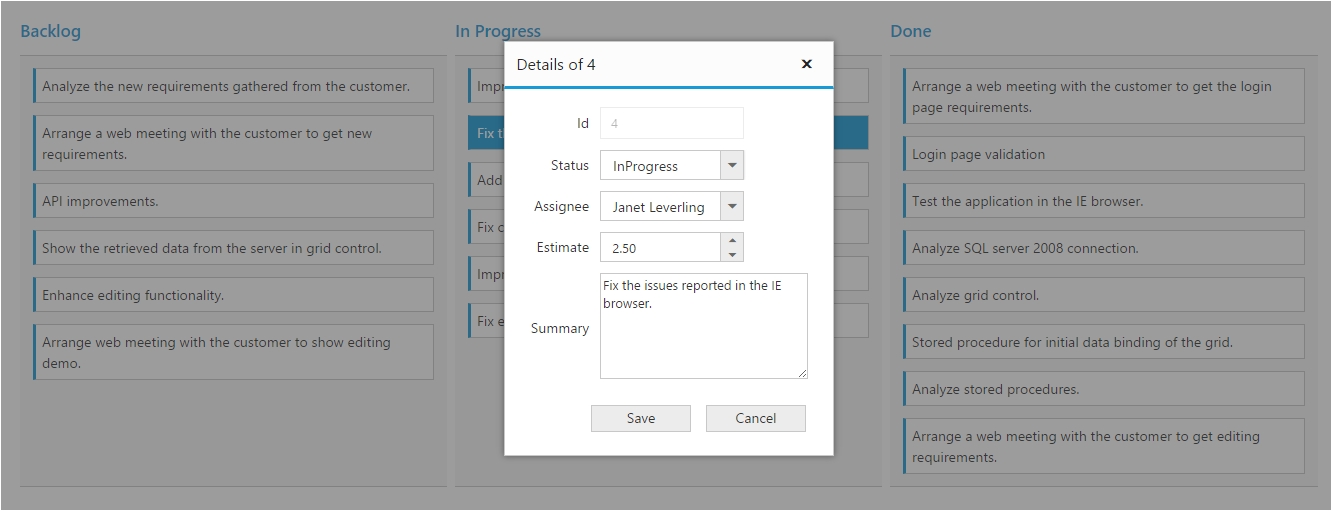 Backlog
Analyze the new requirements gathered from the customer.
Arrange a web meeting with the customer to get new
requirements.
API improvements.
Show the retrieved data from the server in grid control.
Enhance editing functionality.
Arrange web meeting with the customer to show editing
demo.
In Progress
Fix
Add
Fix
Fix
Details of 4
Id
4
Status
InProgress
Assignee
Janet Leverling
Estimate
2.50
Summary
Fix the issues reported in the IE
browser.
Save
Cancel
Done
Arrange a web meeting with the customer to get the login
page requirements.
Login page validation
Test the application in the IE browser.
Analyze SQL server 2008 connection.
Analyze grid control.
Stored procedure for initial data binding of the grid.
Analyze stored procedures.
Arrange a web meeting with the customer to get editing
requirements.